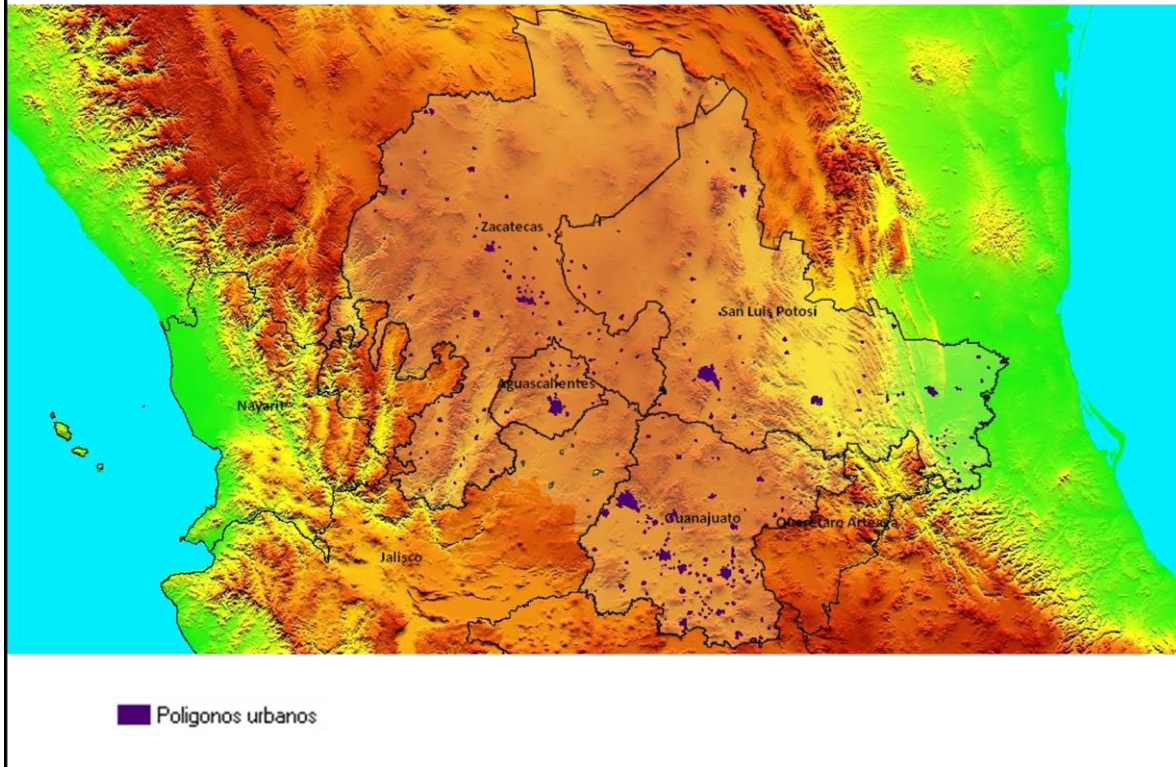 Zacatecas
San Luis Potosí
Aguascalientes
Nayarit
Guanajuato
Querétaro Arteaga
Jalisco
Poligonos urbanos